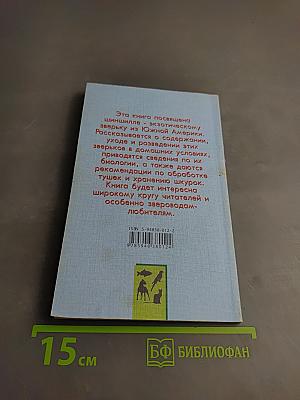 Эта книга посвящена
шиншилле - экзотическому
зверьку из Южной Америки.
Рассказывается о содержании,
уходе и разведении этих
зверьков в домашних условиях,
приводятся сведения по их
биологии, а также даются
рекомендации по обработке
тушек и хранению шкурок.
Книга будет интересна
широкому кругу читателей и
особенно звероводам-
любителям.
15 см
БФ БИБЛИОФАН